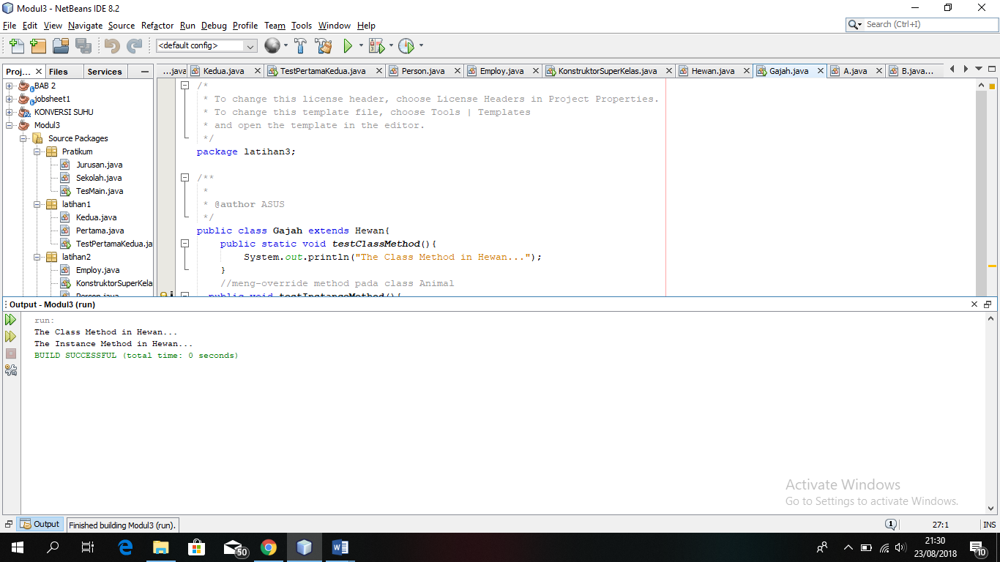 Modul3 - NetBeans IDE 8.2
File Edit View Navigate Source Refactor Run Debug Profile Team Tools Window Help
Search (Ctrl+I)
<default config>
Proj... Files Services
...java Kedua.java TestPertamaKedua.java Person.java Employ.java KonstruktorSuperKelas.java Hewan.java Gajah.java A.java B.java...
BAB 2
jobsheet1
KONVERSI SUHU
Modul3
Source Packages
Pratikum
Jurusan.java
Sekolah.java
TesMain.java
latihan1
Kedua.java
Pertama.java
TestPertamaKedua.ja
latihan2
Employ.java
KonstruktorSuperKela
Person.java
/*
* To change this license header, choose License Headers in Project Properties.
* To change this template file, choose Tools | Templates
* and open the template in the editor.
*/
package latihan3;
/**
*
* @author ASUS
*/
public class Gajah extends Hewan{
public static void testClassMethod(){
System.out.println("The Class Method in Hewan...");
}
//meng-override method pada class Animal
public void testInstanceMethod(){
Output - Modul3 (run)
run:
The Class Method in Hewan...
The Instance Method in Hewan...
BUILD SUCCESSFUL (total time: 0 seconds)
Activate Windows
Go to Settings to activate Windows.
Output
Finished building Modul3 (run).
1
27:1
INS
50
21:30
23/08/2018
10